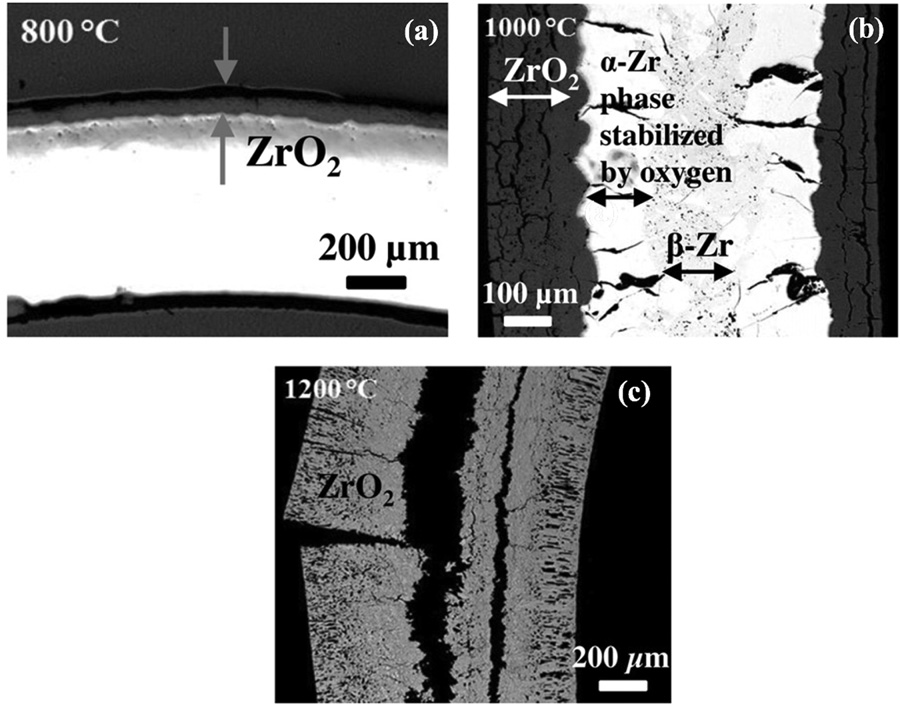 800 °C
(a)
ZrO₂
200 µm
1000 °C
(b)
ZrO₂
α-Zr
phase
stabilized
by oxygen
β-Zr
100 µm
1200 °C
(c)
ZrO₂
200 µm